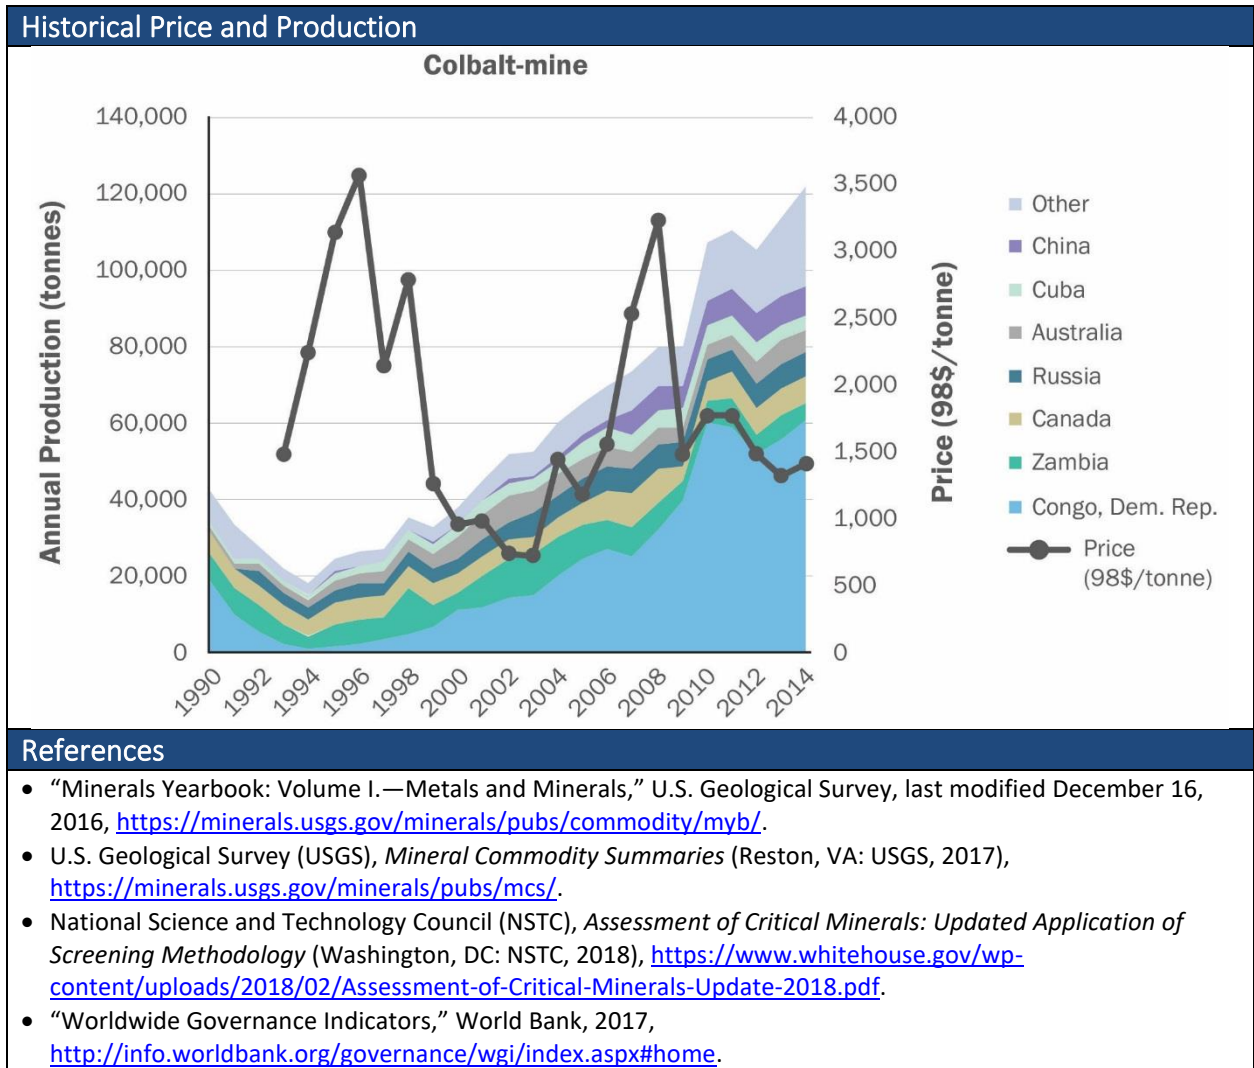 Historical Price and Production
Colbalt-mine
140,000
120,000
100,000
80,000
60,000
40,000
20,000
0
Annual Production (tonnes)
4,000
3,500
3,000
2,500
2,000
1,500
1,000
500
0
Price (98$/tonne)
1990
1992
1994
1996
1998
2000
2002
2004
2006
2008
2010
2012
2014
Other
China
Cuba
Australia
Russia
Canada
Zambia
Congo, Dem. Rep.
Price
(98$/tonne)
References
• “Minerals Yearbook: Volume I.—Metals and Minerals,” U.S. Geological Survey, last modified December 16,
2016, https://minerals.usgs.gov/minerals/pubs/commodity/myb/.
• U.S. Geological Survey (USGS), Mineral Commodity Summaries (Reston, VA: USGS, 2017),
https://minerals.usgs.gov/minerals/pubs/mcs/.
• National Science and Technology Council (NSTC), Assessment of Critical Minerals: Updated Application of
Screening Methodology (Washington, DC: NSTC, 2018), https://www.whitehouse.gov/wp-
content/uploads/2018/02/Assessment-of-Critical-Minerals-Update-2018.pdf.
• “Worldwide Governance Indicators,” World Bank, 2017,
http://info.worldbank.org/governance/wgi/index.aspx#home.